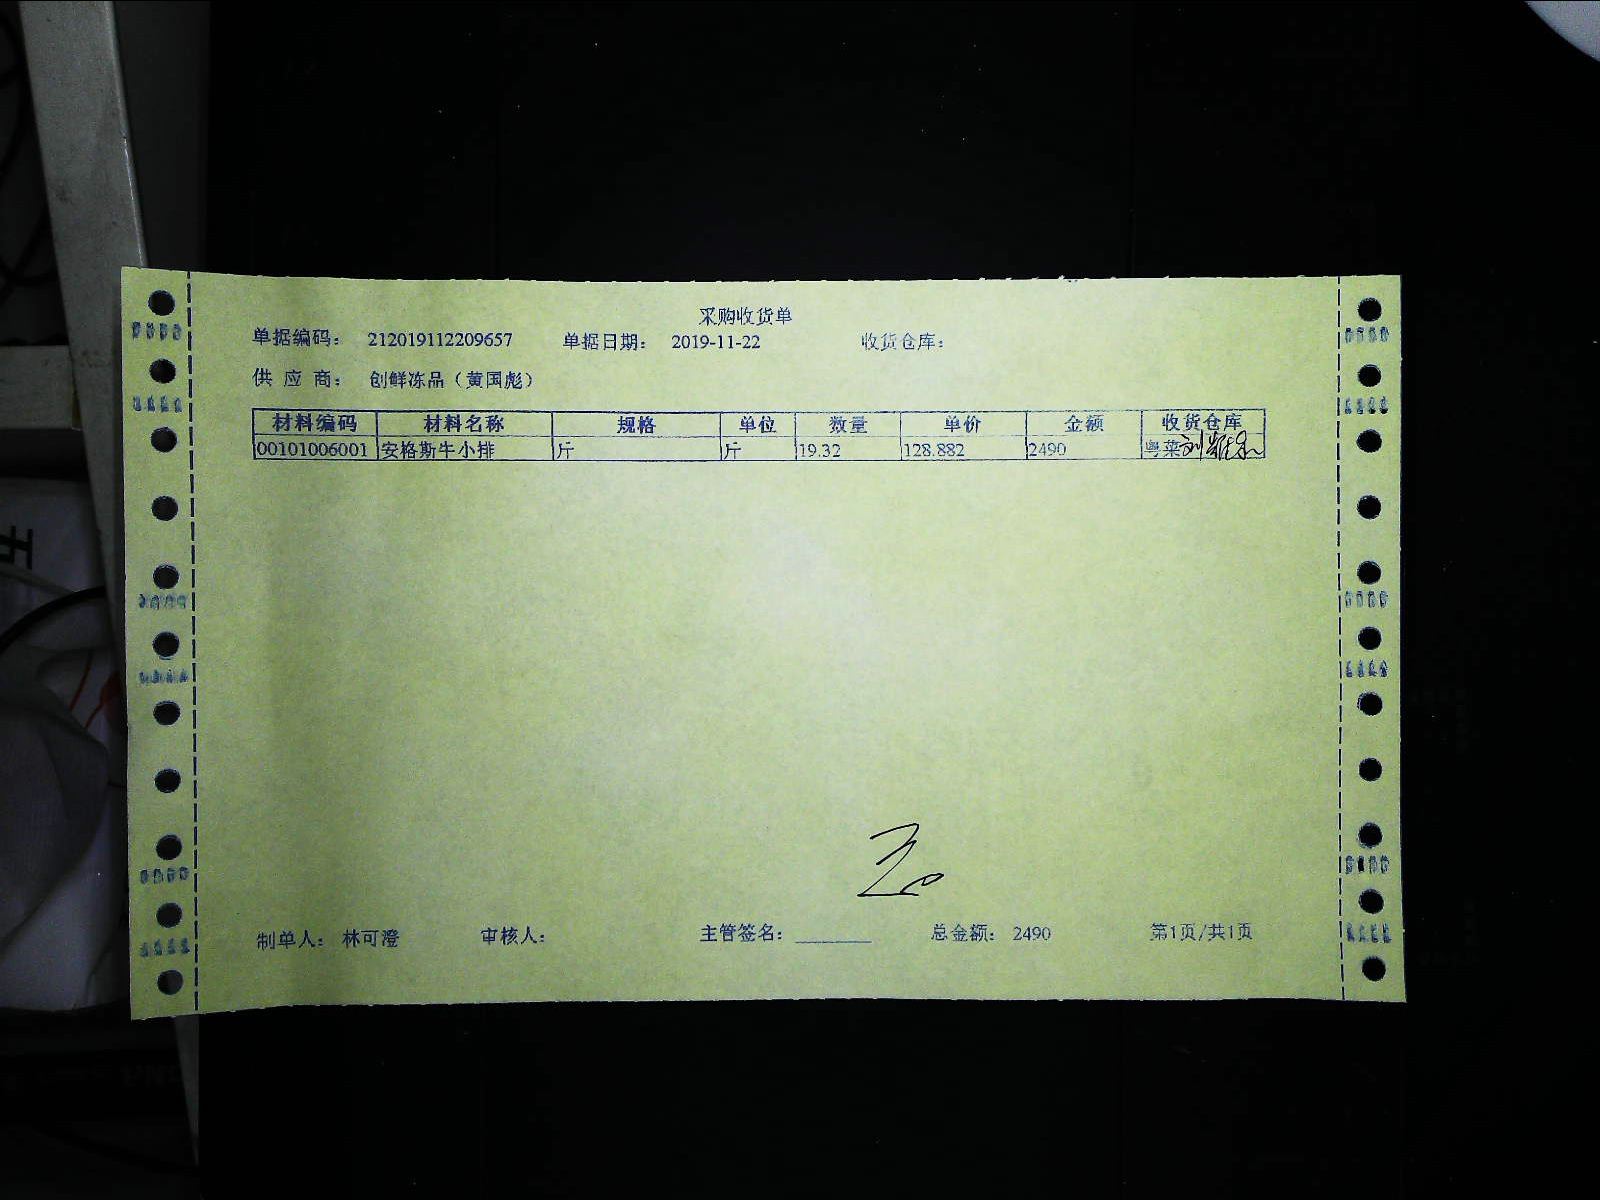 采购收货单
单据编码： 212019112209657 单据日期： 2019-11-22 收货仓库：
供 应 商： 创鲜冻品（黄国彪）
材料编码 材料名称 规格 单位 数量 单价 金额 收货仓库
00101006001 安格斯牛小排 斤 斤 19.32 128.882 2490 粤菜
制单人： 林可澄 审核人： 主管签名： 总金额： 2490 第1页/共1页